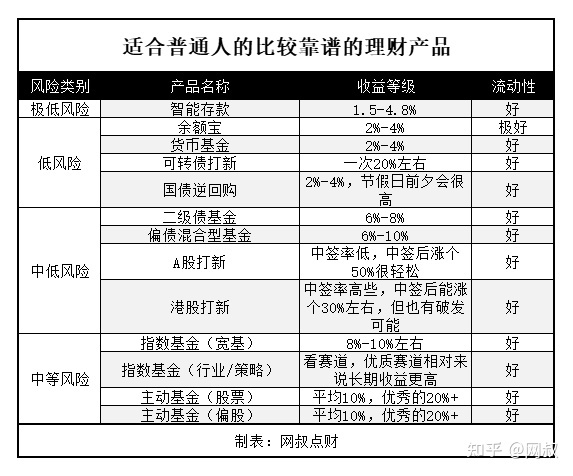 适合普通人的比较靠谱的理财产品
风险类别 产品名称 收益等级 流动性
极低风险 智能存款 1.5-4.8% 好
低风险
余额宝 2%-4% 极好
货币基金 2%-4% 好
可转债打新 一次20%左右 好
国债逆回购 2%-4%，节假日前夕会很
高 好
中低风险
二级债基金 6%-8% 好
偏债混合型基金 6%-10% 好
A股打新 中签率低，中签后涨个
50%很轻松 好
港股打新 中签率高些，中签后能涨
个30%左右，但也有破发
可能 好
中等风险
指数基金（宽基） 8%-10%左右 好
指数基金（行业/策略） 看赛道，优质赛道相对来
说长期收益更高 好
主动基金（股票） 平均10%，优秀的20%+ 好
主动基金（偏股） 平均10%，优秀的20%+ 好
制表：网叔点财
知乎 @网叔